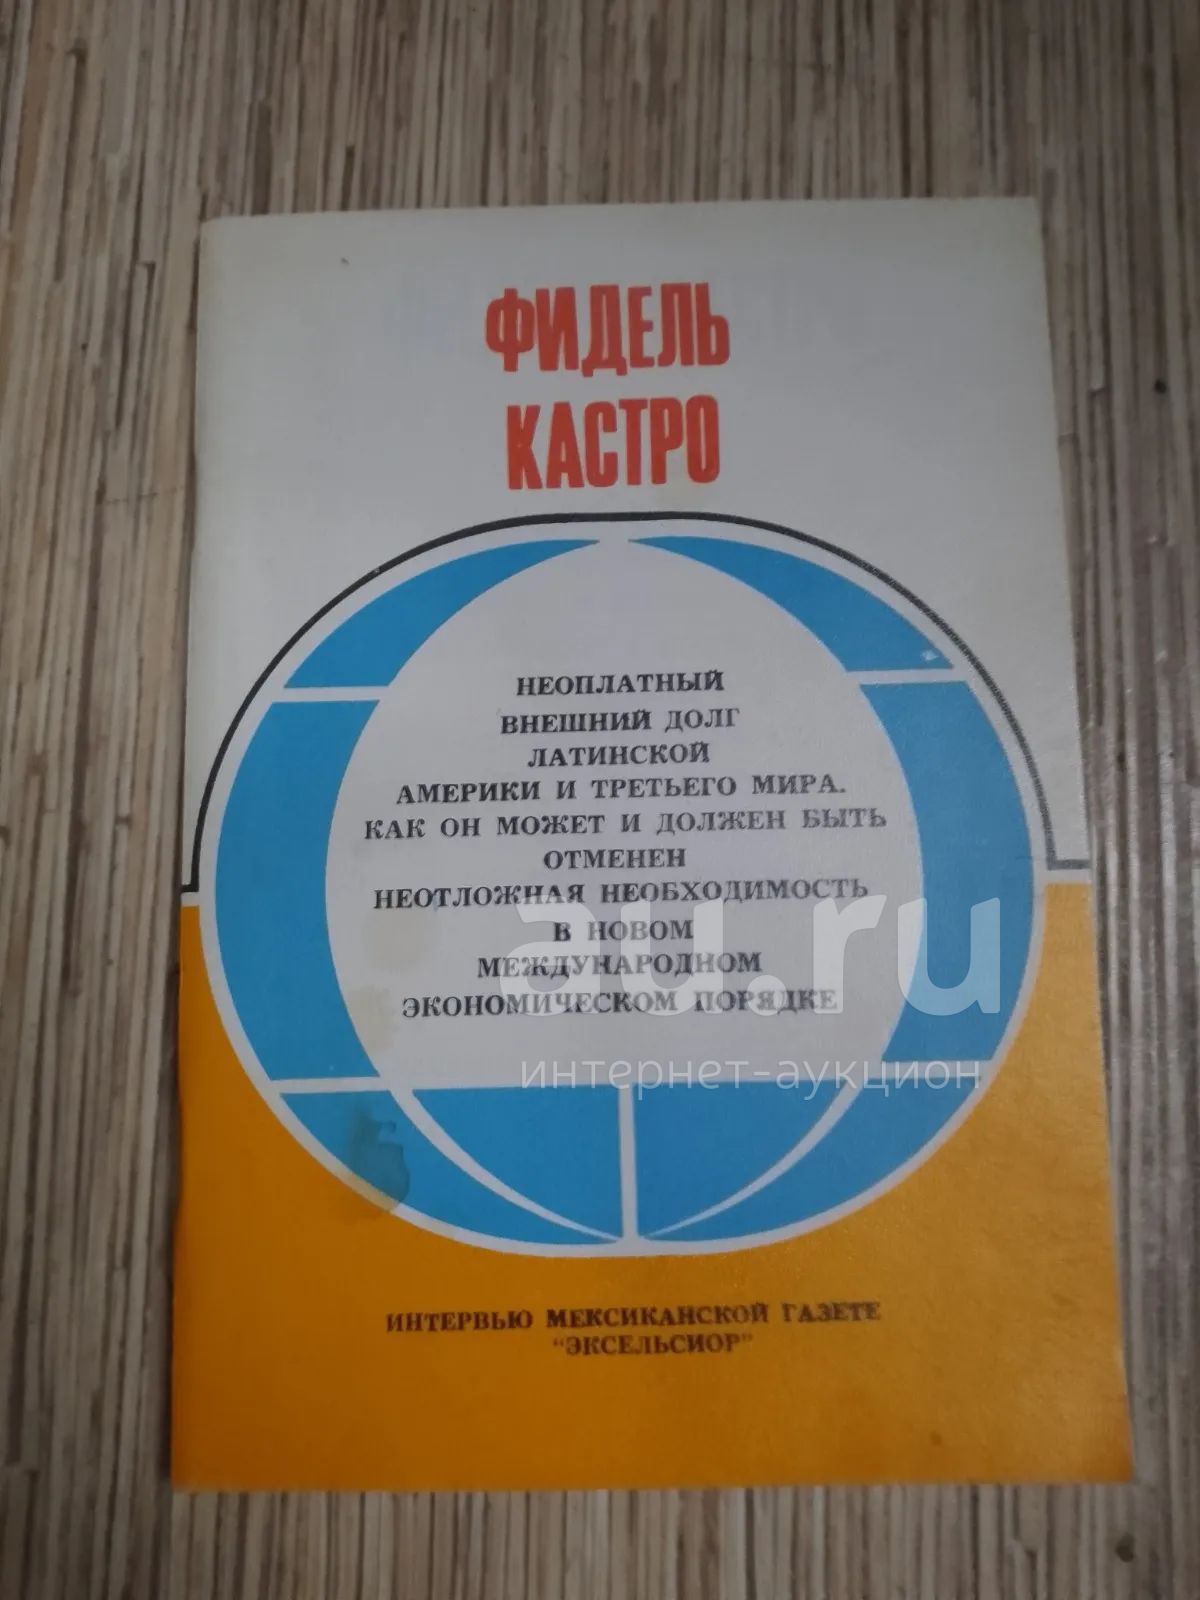 ФИДЕЛЬ
КАСТРО
НЕОПЛАТНЫЙ
ВНЕШНИЙ ДОЛГ
ЛАТИНСКОЙ
АМЕРИКИ И ТРЕТЬЕГО МИРА.
КАК ОН МОЖЕТ И ДОЛЖЕН БЫТЬ
ОТМЕНЕН
НЕОТЛОЖНАЯ НЕОБХОДИМОСТЬ
В НОВОМ
МЕЖДУНАРОДНОМ
ЭКОНОМИЧЕСКОМ ПОРЯДКЕ
au.ru
интернет-аукцион
ИНТЕРВЬЮ МЕКСИКАНСКОЙ ГАЗЕТЕ
"ЭКСЕЛЬСИОР"